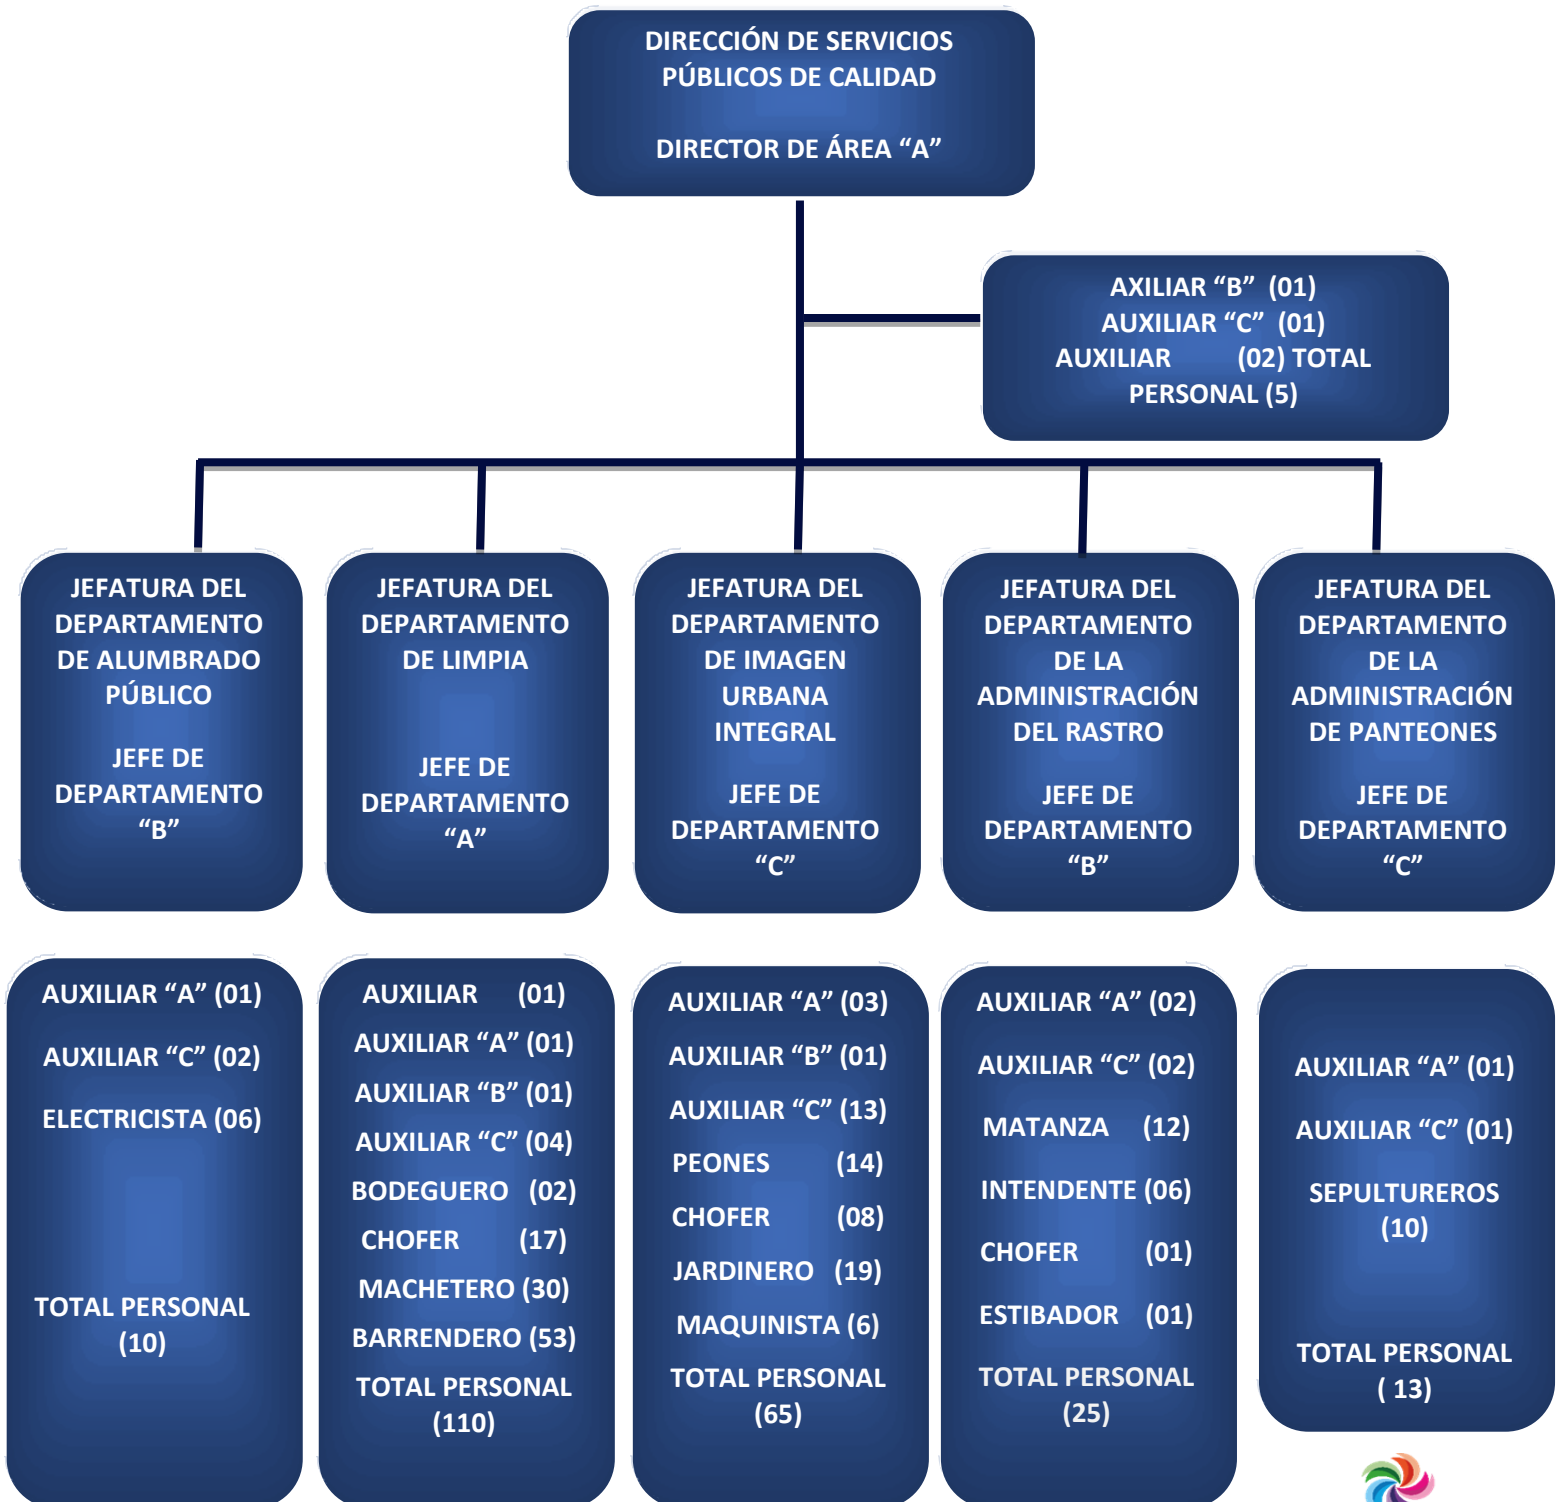 DIRECCIÓN DE SERVICIOS
PÚBLICOS DE CALIDAD
DIRECTOR DE ÁREA “A”
AXILIAR “B” (01)
AUXILIAR “C” (01)
AUXILIAR (02) TOTAL
PERSONAL (5)
JEFATURA DEL
DEPARTAMENTO
DE ALUMBRADO
PÚBLICO
JEFE DE
DEPARTAMENTO
“B”
JEFATURA DEL
DEPARTAMENTO
DE LIMPIA
JEFE DE
DEPARTAMENTO
“A”
JEFATURA DEL
DEPARTAMENTO
DE IMAGEN
URBANA
INTEGRAL
JEFE DE
DEPARTAMENTO
“C”
JEFATURA DEL
DEPARTAMENTO
DE LA
ADMINISTRACIÓN
DEL RASTRO
JEFE DE
DEPARTAMENTO
“B”
JEFATURA DEL
DEPARTAMENTO
DE LA
ADMINISTRACIÓN
DE PANTEONES
JEFE DE
DEPARTAMENTO
“C”
AUXILIAR “A” (01)
AUXILIAR “C” (02)
ELECTRICISTA (06)
TOTAL PERSONAL
(10)
AUXILIAR (01)
AUXILIAR “A” (01)
AUXILIAR “B” (01)
AUXILIAR “C” (04)
BODEGUERO (02)
CHOFER (17)
MACHETERO (30)
BARRENDERO (53)
TOTAL PERSONAL
(110)
AUXILIAR “A” (03)
AUXILIAR “B” (01)
AUXILIAR “C” (13)
PEONES (14)
CHOFER (08)
JARDINERO (19)
MAQUINISTA (6)
TOTAL PERSONAL
(65)
AUXILIAR “A” (02)
AUXILIAR “C” (02)
MATANZA (12)
INTENDENTE (06)
CHOFER (01)
ESTIBADOR (01)
TOTAL PERSONAL
(25)
AUXILIAR “A” (01)
AUXILIAR “C” (01)
SEPULTUREROS
(10)
TOTAL PERSONAL
( 13)